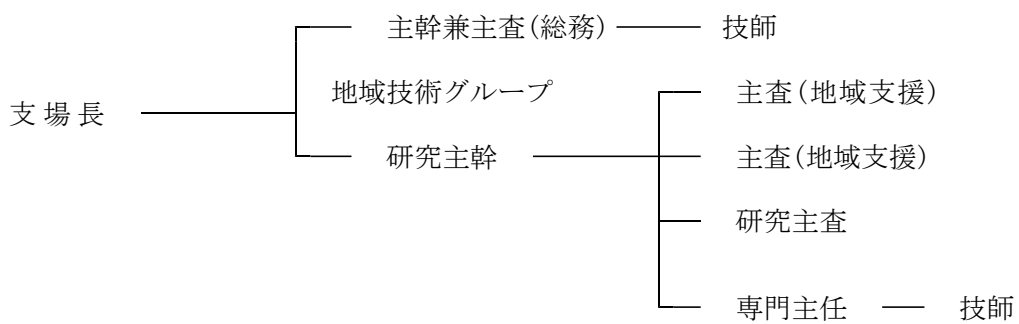 主幹兼主査(総務) 技師
地域技術グループ 主査(地域支援)
支場長
研究主幹 主査(地域支援)
研究主査
専門主任 技師